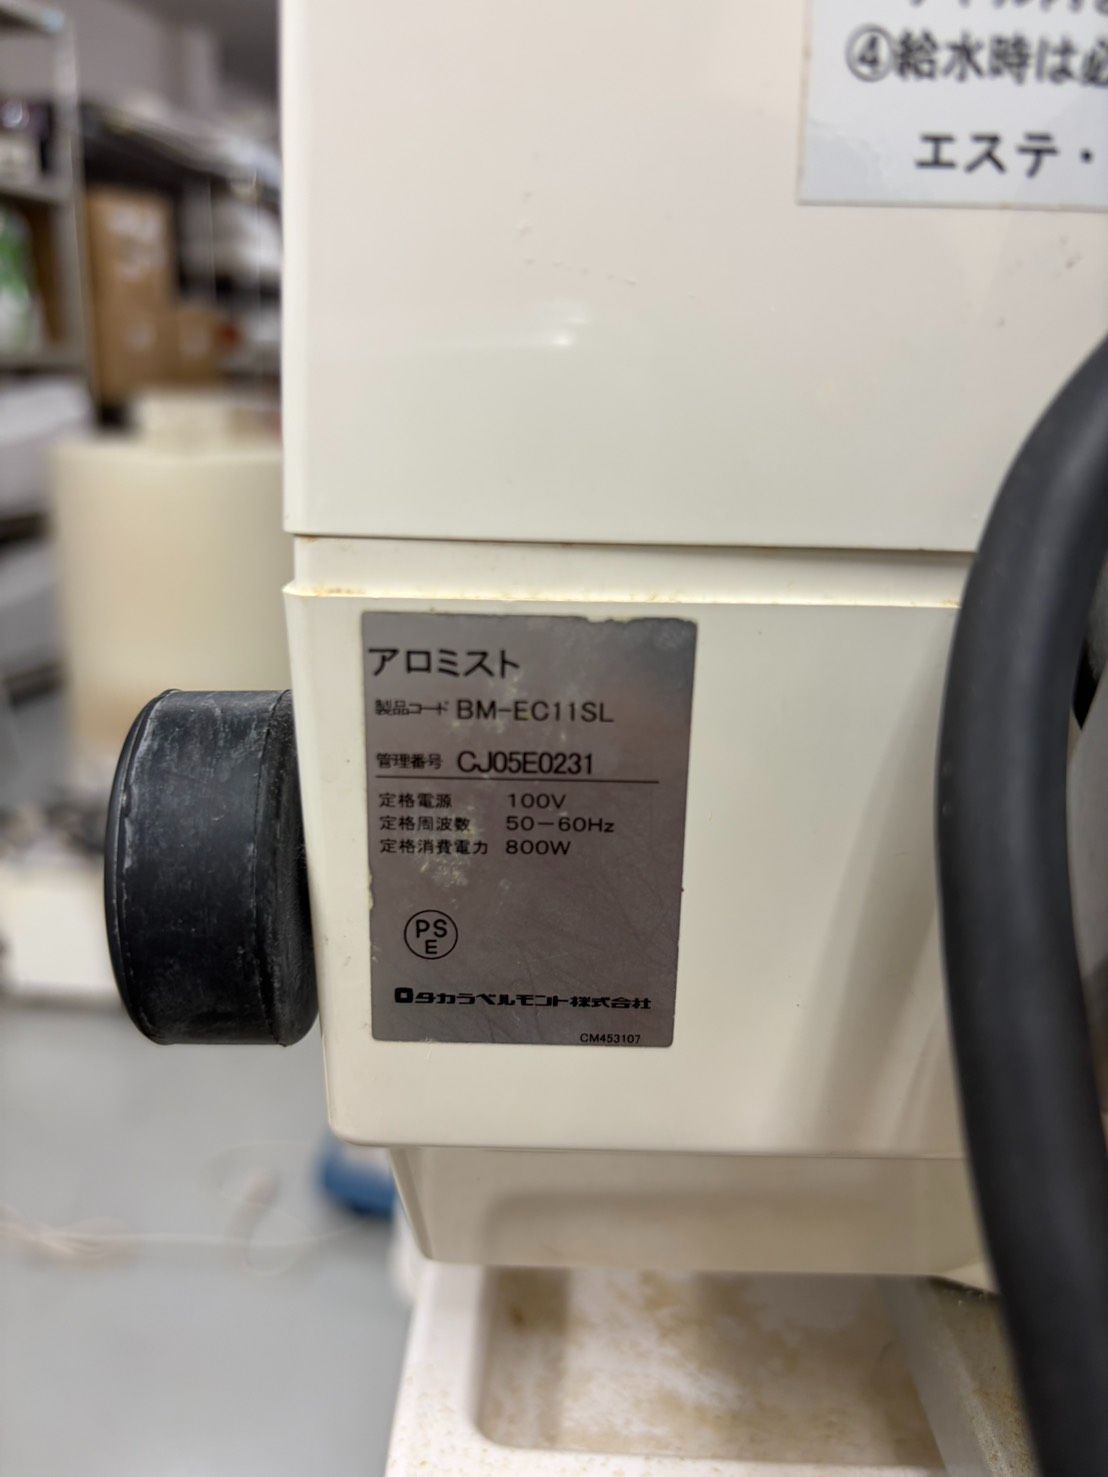 ④給水時は必
エステ・
アロミスト
製品コード BM-EC11SL
管理番号 CJ05E0231
定格電源 100V
定格周波数 50-60Hz
定格消費電力 800W
PS
E
タカラベルモント株式会社
CM453107